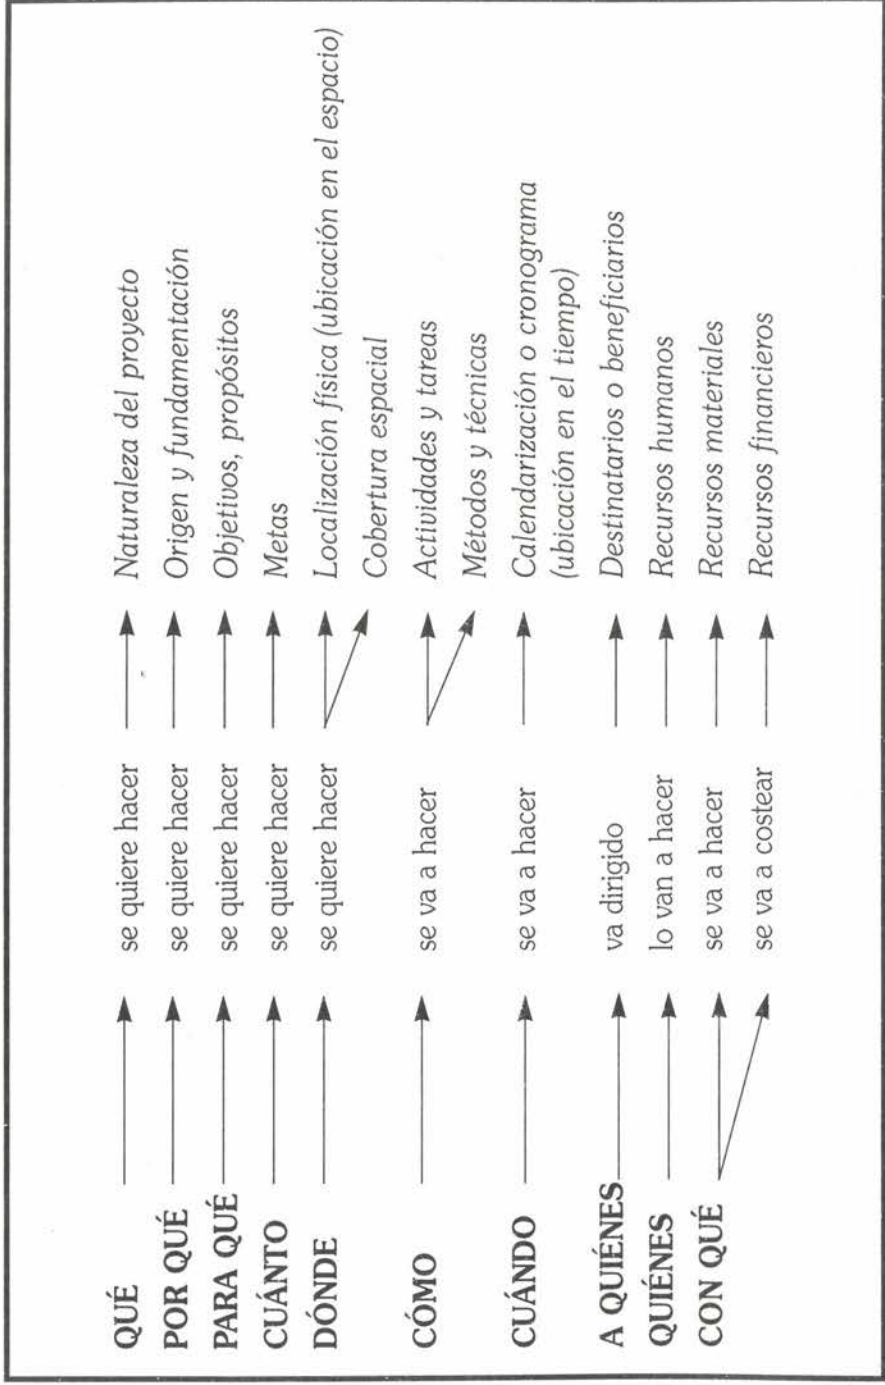 QUÉ se quiere hacer Naturaleza del proyecto
POR QUÉ se quiere hacer Origen y fundamentación
PARA QUÉ se quiere hacer Objetivos, propósitos
CUÁNTO se quiere hacer Metas
DÓNDE se quiere hacer Localización física (ubicación en el espacio)
Cobertura espacial
CÓMO se va a hacer Actividades y tareas
Métodos y técnicas
CUÁNDO se va a hacer Calendarización o cronograma
(ubicación en el tiempo)
A QUIÉNES va dirigido Destinatarios o beneficiarios
QUIÉNES lo van a hacer Recursos humanos
CON QUÉ se va a hacer Recursos materiales
se va a costear Recursos financieros